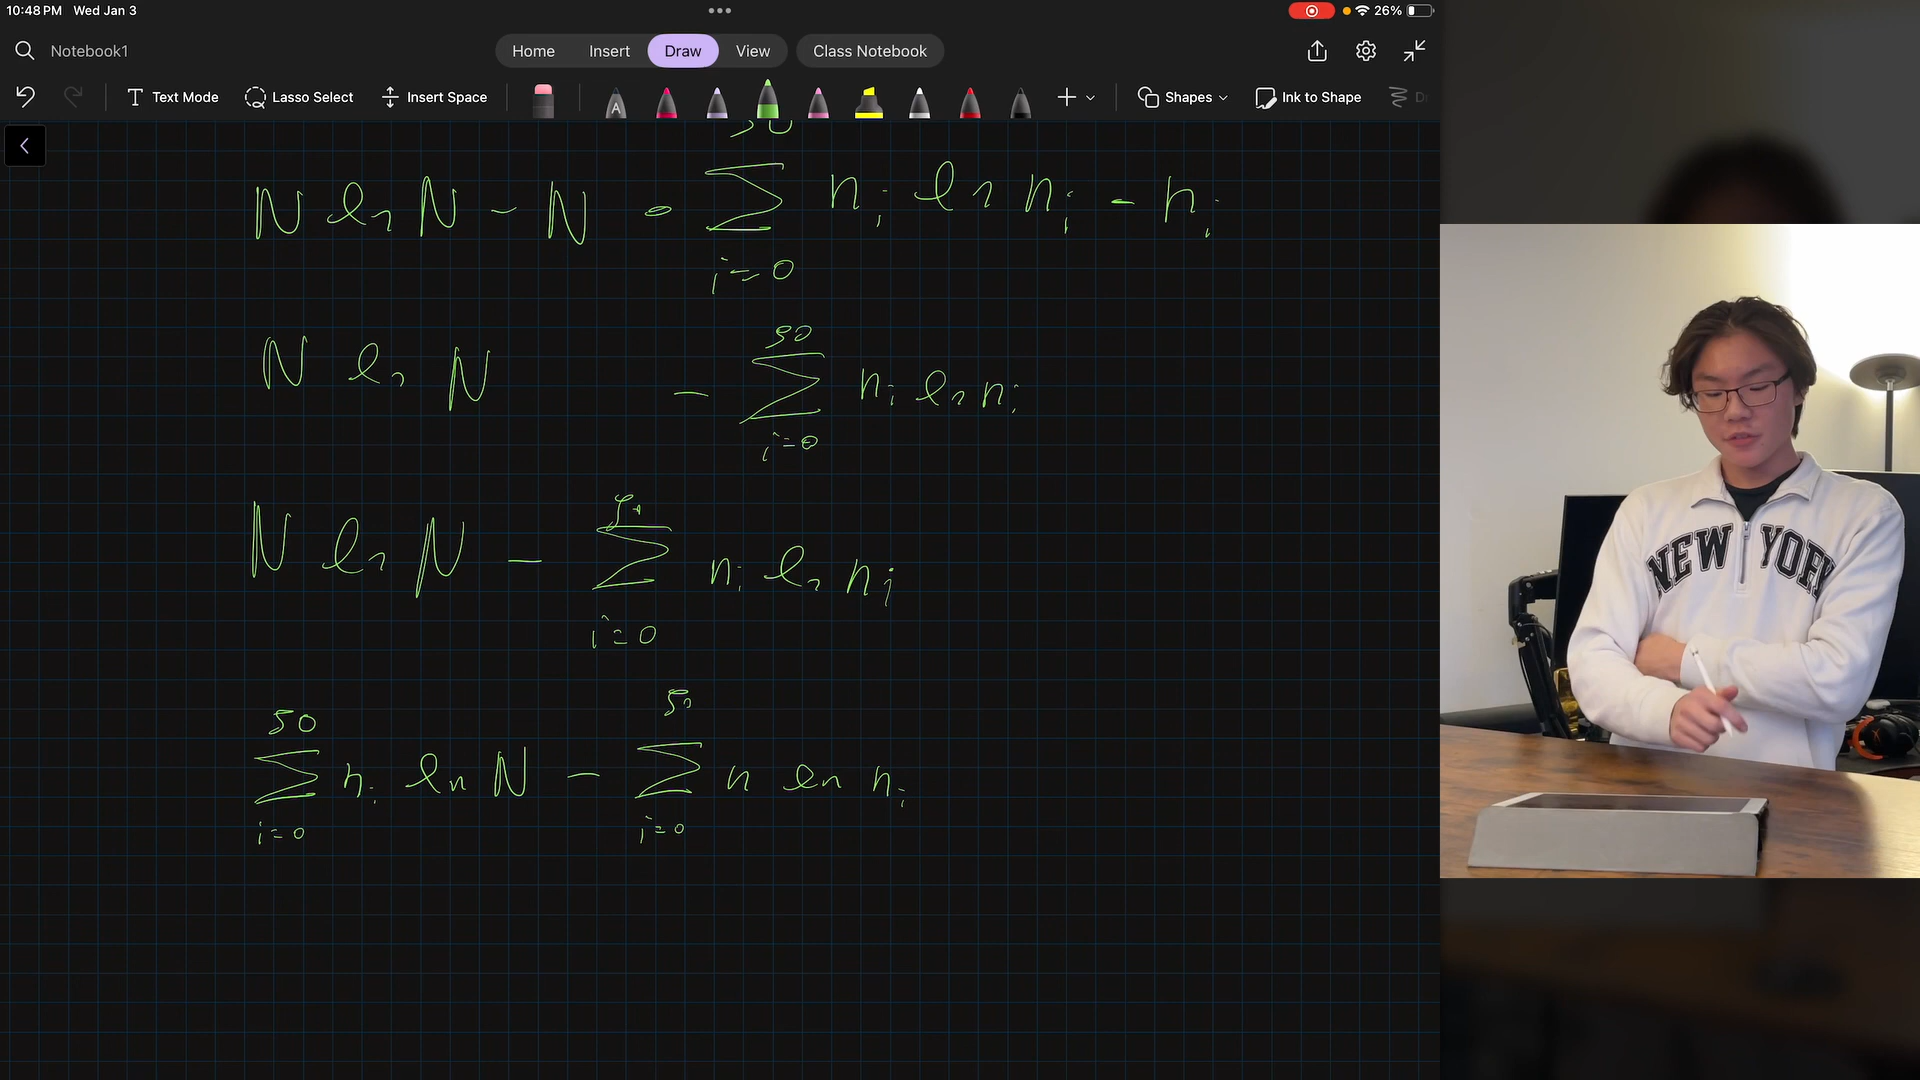 10:48 PM Wed Jan 3
26%
Notebook1
Home Insert Draw View Class Notebook
Text Mode Lasso Select Insert Space A Shapes Ink to Shape
50
N ln N - N - ∑ n_i ln n_i - n_i
i=0
50
N ln N - ∑ n_i ln n_i
i=0
50
N ln N - ∑ n_i ln n_i
i=0
50 50
∑ n_i ln N - ∑ n ln n_i
i=0 i=0
NEW YORK